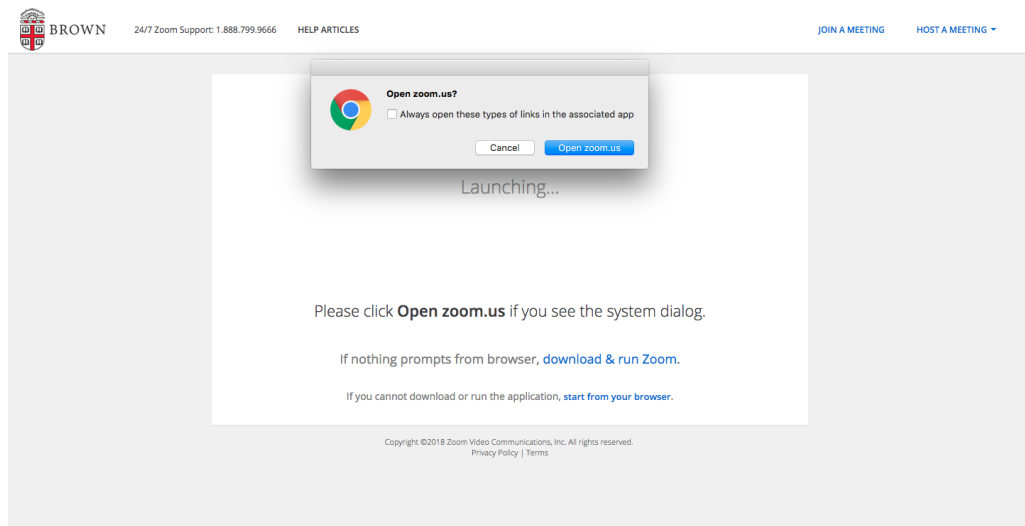 BROWN 24/7 Zoom Support: 1.888.799.9666 HELP ARTICLES JOIN A MEETING HOST A MEETING
Open zoom.us?
Always open these types of links in the associated app
Cancel Open zoom.us
Launching...
Please click Open zoom.us if you see the system dialog.
If nothing prompts from browser, download & run Zoom.
If you cannot download or run the application, start from your browser.
Copyright ©2018 Zoom Video Communications, Inc. All rights reserved.
Privacy Policy | Terms